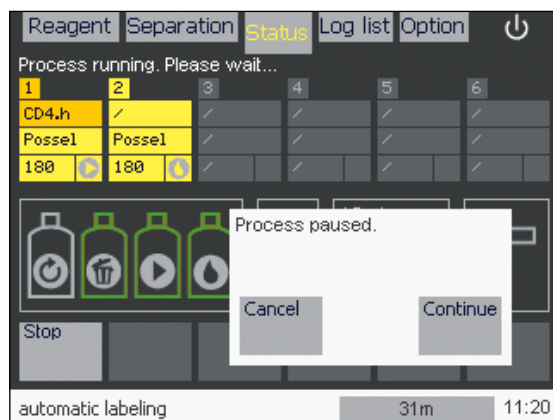 Reagent Separation Status Log list Option
Process running. Please wait...
1 2 3 4 5 6
CD4.h / / / / /
Possel Possel / / / /
180 180 / / / /
Process paused.
Cancel Continue
Stop
automatic labeling 31m 11:20